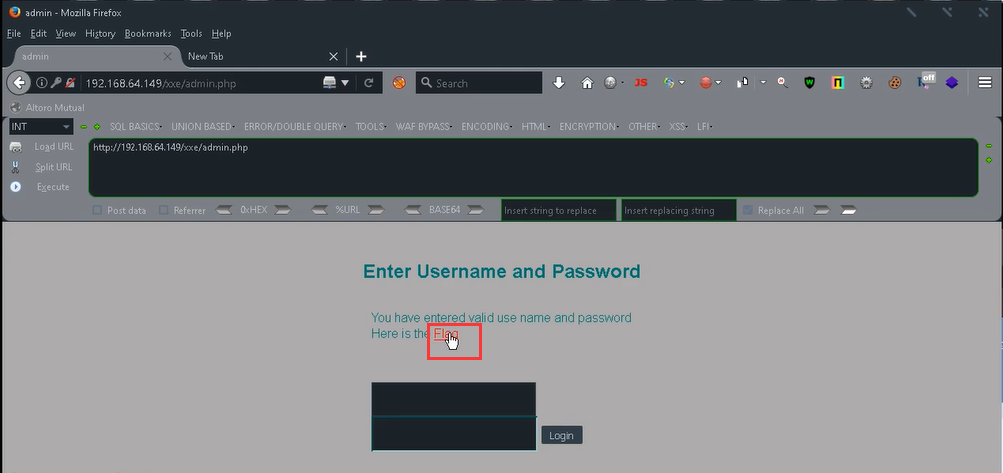 admin - Mozilla Firefox
File Edit View History Bookmarks Tools Help
admin New Tab
192.168.64.149/xxe/admin.php Search JS off
Altoro Mutual
INT SQL BASICS UNION BASED ERROR/DOUBLE QUERY TOOLS WAF BYPASS ENCODING HTML ENCRYPTION OTHER XSS LFI
Load URL http://192.168.64.149/xxe/admin.php
Split URL
Execute
Post data Referrer 0xHEX %URL BASE64 Insert string to replace Insert replacing string Replace All
Enter Username and Password
You have entered valid use name and password
Here is the Flag
Login